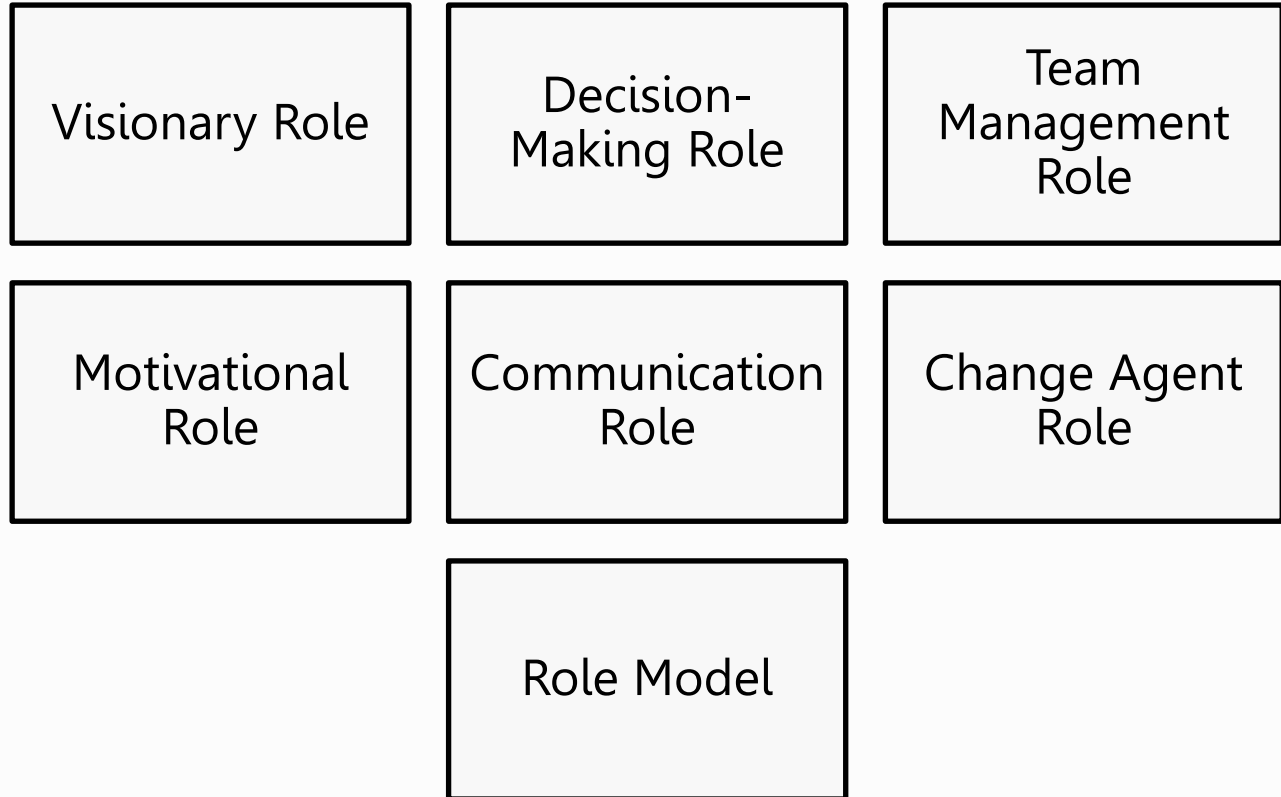 Visionary Role
Decision-
Making Role
Team
Management
Role
Motivational
Role
Communication
Role
Change Agent
Role
Role Model